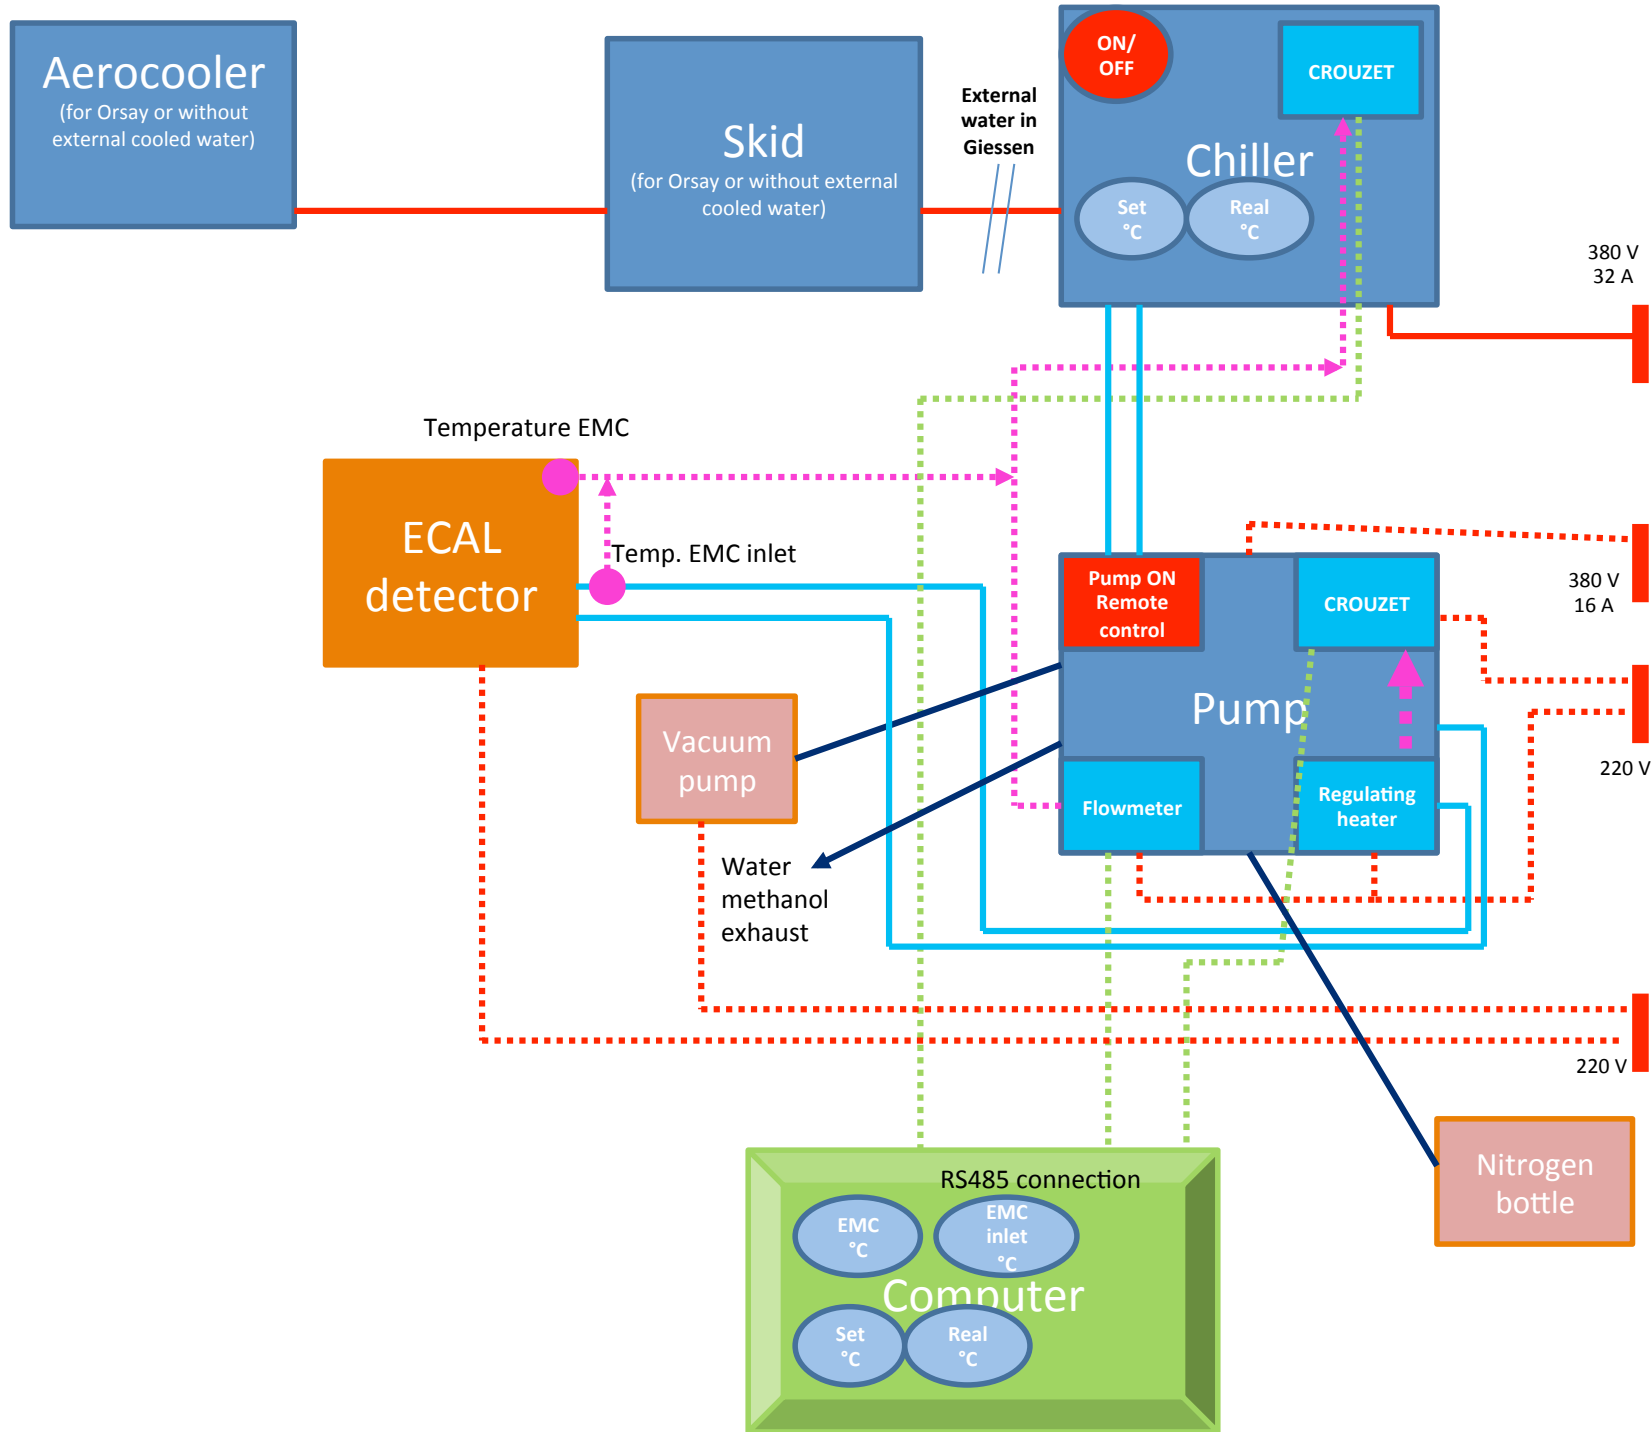 Aerocooler
(for Orsay or without
external cooled water)
Skid
(for Orsay or without external
cooled water)
External
water in
Giessen
ON/
OFF
CROUZET
Chiller
Set
°C
Real
°C
380 V
32 A
Temperature EMC
ECAL
detector
Temp. EMC inlet
Pump ON
Remote
control
CROUZET
380 V
16 A
Pump
Vacuum
pump
220 V
Flowmeter
Regulating
heater
Water
methanol
exhaust
220 V
Nitrogen
bottle
RS485 connection
EMC
°C
EMC
inlet
°C
Computer
Set
°C
Real
°C